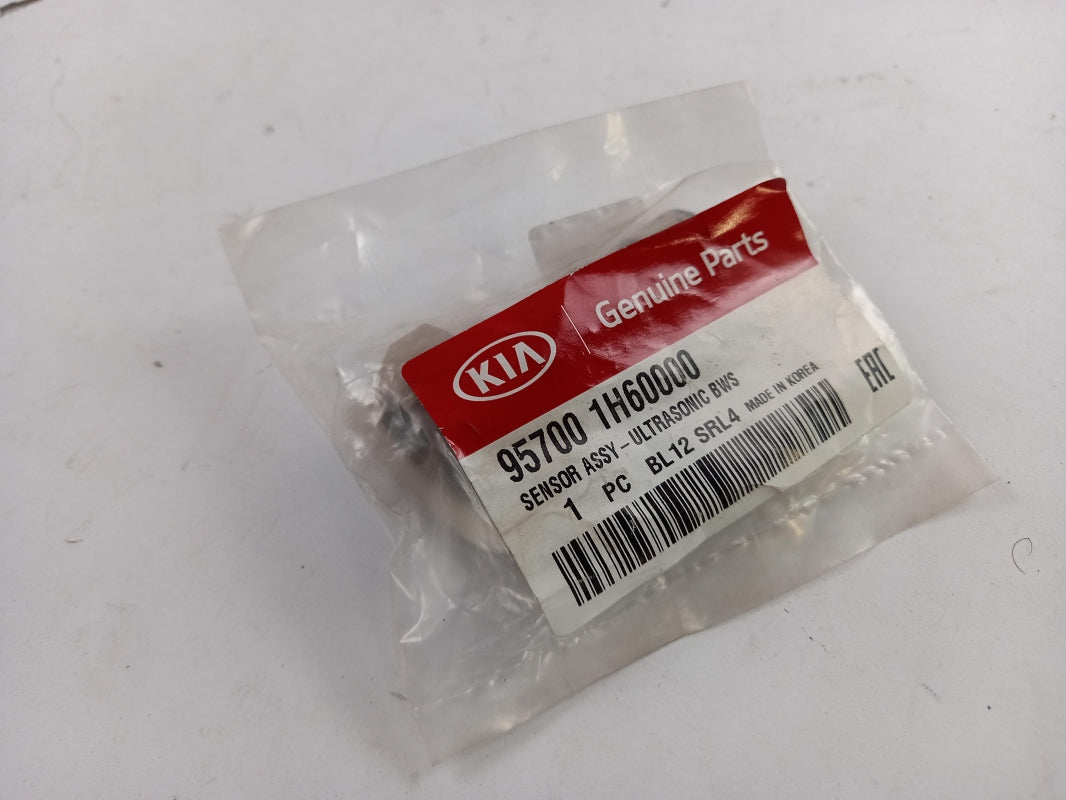 KIA Genuine Parts
95700 1H60000
SENSOR ASSY-ULTRASONIC BWS
1 PC BL12 SRL4 MADE IN KOREA
EAC